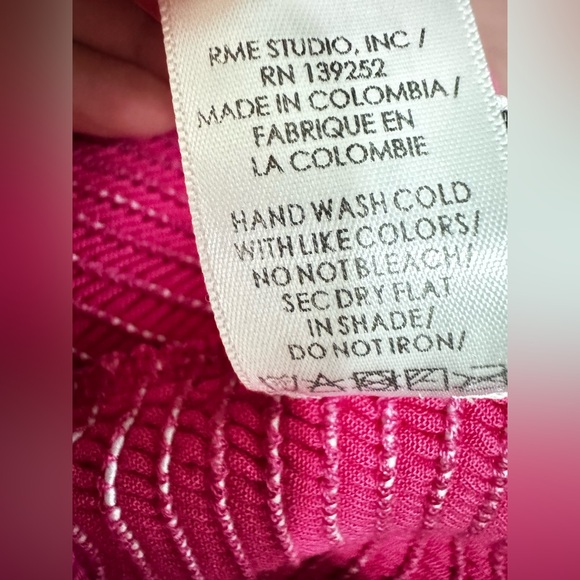 RME STUDIO, INC /
RN 139252
MADE IN COLOMBIA /
FABRIQUE EN
LA COLOMBIE
HAND WASH COLD
WITH LIKE COLORS/
NO NOT BLEACH/
SEC DRY FLAT
IN SHADE/
DO NOT IRON/